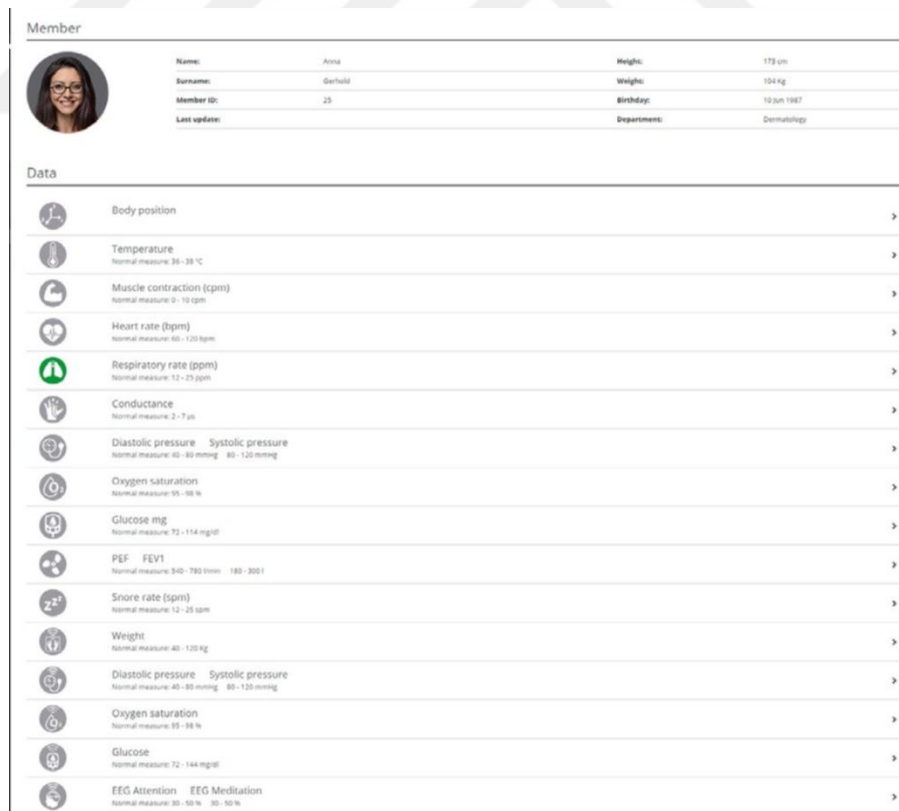 Member
Name: Anna Height: 173 cm
Surname: Gerhold Weight: 104 Kg
Member ID: 25 Birthday: 10 Jun 1987
Last update: Department: Dermatology
Data
Body position
Temperature
Normal measure: 36 - 38 °C
Muscle contraction (cpm)
Normal measure: 0 - 10 cpm
Heart rate (bpm)
Normal measure: 60 - 120 bpm
Respiratory rate (ppm)
Normal measure: 12 - 25 ppm
Conductance
Normal measure: 2 - 7 µs
Diastolic pressure Systolic pressure
Normal measure: 40 - 80 mmHg 80 - 120 mmHg
Oxygen saturation
Normal measure: 95 - 98 %
Glucose mg
Normal measure: 72 - 114 mg/dl
PEF FEV1
Normal measure: 540 - 780 l/min 180 - 300 l
Snore rate (spm)
Normal measure: 12 - 25 spm
Weight
Normal measure: 40 - 120 Kg
Diastolic pressure Systolic pressure
Normal measure: 40 - 80 mmHg 80 - 120 mmHg
Oxygen saturation
Normal measure: 95 - 98 %
Glucose
Normal measure: 72 - 144 mg/dl
EEG Attention EEG Meditation
Normal measure: 30 - 50 % 30 - 50 %